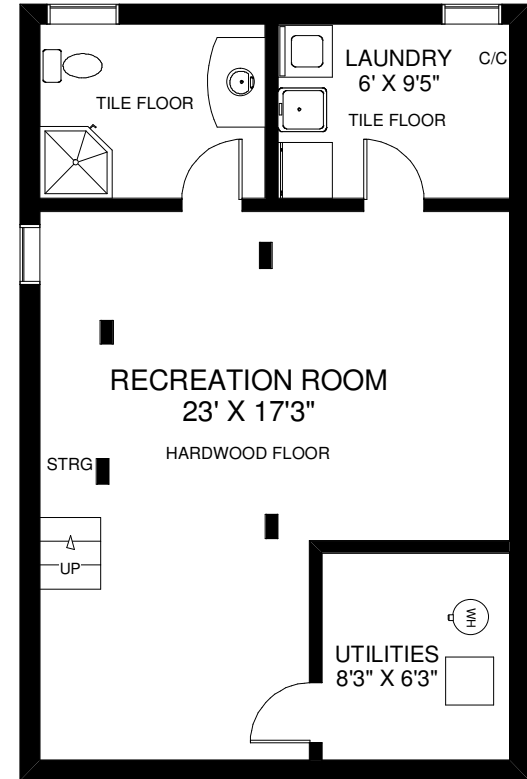 LAUNDRY
6' X 9'5"
C/C
TILE FLOOR
TILE FLOOR
RECREATION ROOM
23' X 17'3"
HARDWOOD FLOOR
STRG
UP
WH
UTILITIES
8'3" X 6'3"